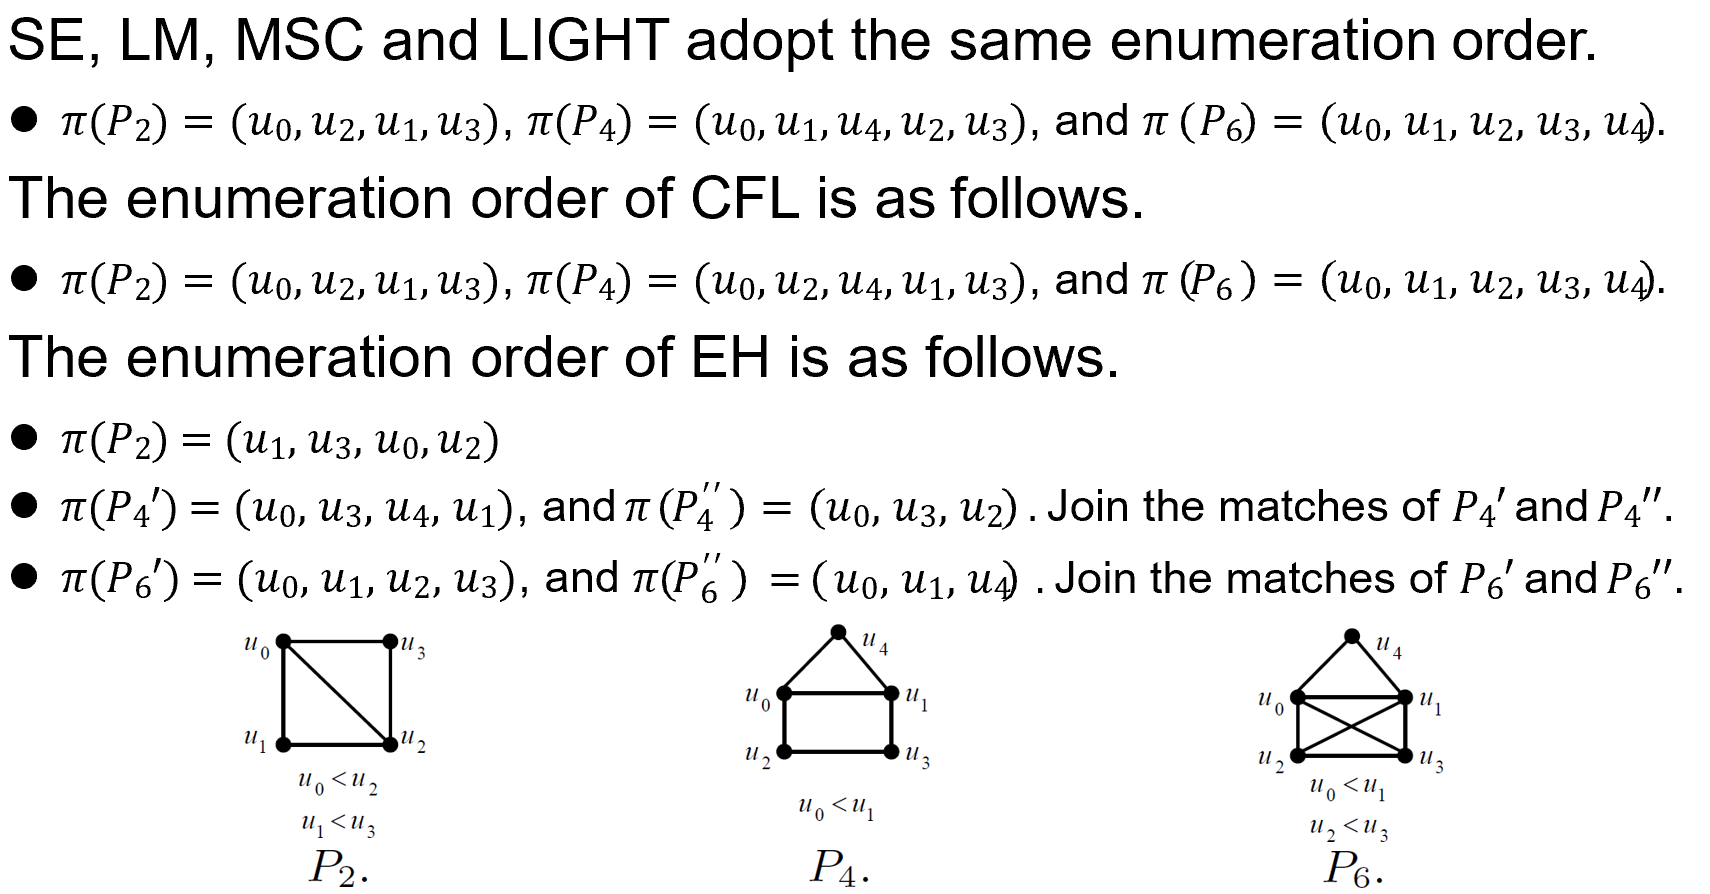 SE, LM, MSC and LIGHT adopt the same enumeration order.
● π(P₂) = (u₀, u₂, u₁, u₃), π(P₄) = (u₀, u₁, u₄, u₂, u₃), and π (P₆) = (u₀, u₁, u₂, u₃, u₄).
The enumeration order of CFL is as follows.
● π(P₂) = (u₀, u₂, u₁, u₃), π(P₄) = (u₀, u₂, u₄, u₁, u₃), and π (P₆) = (u₀, u₁, u₂, u₃, u₄).
The enumeration order of EH is as follows.
● π(P₂) = (u₁, u₃, u₀, u₂)
● π(P₄′) = (u₀, u₃, u₄, u₁), and π (P₄″) = (u₀, u₃, u₂) . Join the matches of P₄′ and P₄″.
● π(P₆′) = (u₀, u₁, u₂, u₃), and π(P₆″) = (u₀, u₁, u₄) . Join the matches of P₆′ and P₆″.
u₀ u₃
u₁ u₂
u₀ < u₂
u₁ < u₃
P₂.
u₄
u₀ u₁
u₂ u₃
u₀ < u₁
P₄.
u₄
u₀ u₁
u₂ u₃
u₀ < u₁
u₂ < u₃
P₆.